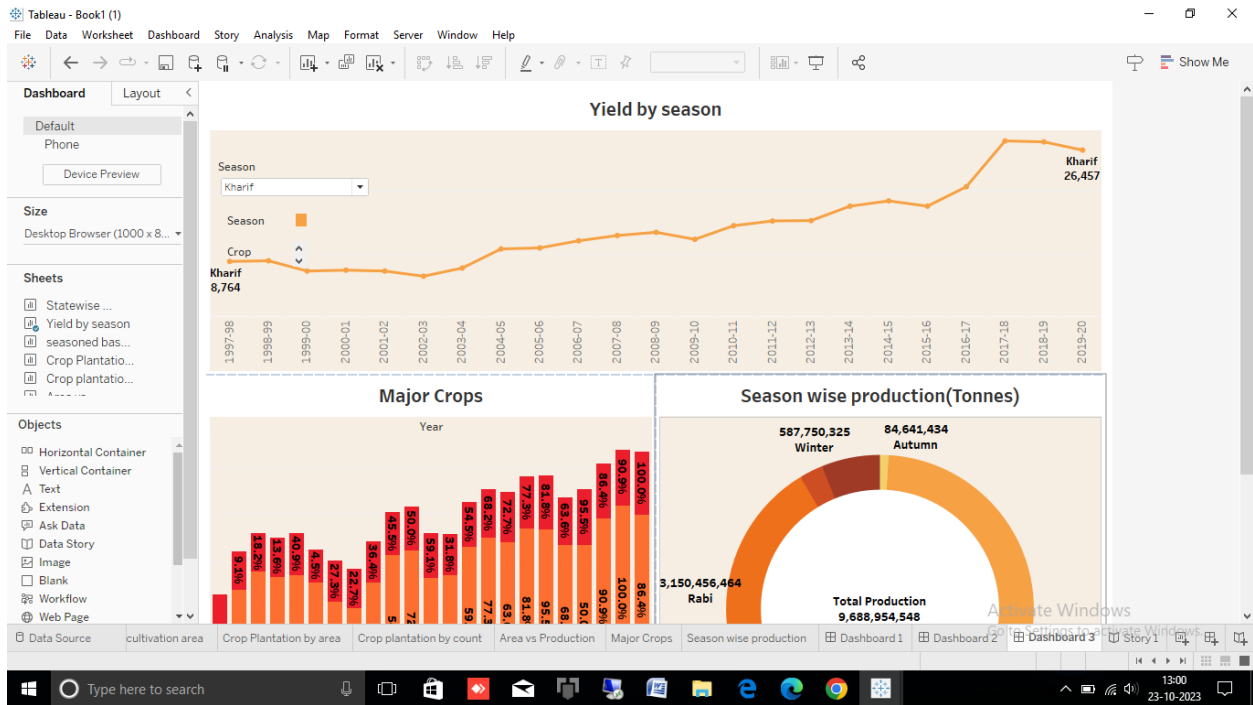 Tableau - Book1 (1)
File Data Worksheet Dashboard Story Analysis Map Format Server Window Help
Show Me
Dashboard Layout
Default
Phone
Device Preview
Size
Desktop Browser (1000 x 8...
Sheets
Statewise ...
Yield by season
seasoned bas...
Crop Plantatio...
Crop plantatio...
Objects
Horizontal Container
Vertical Container
Text
Extension
Ask Data
Data Story
Image
Blank
Workflow
Web Page
Yield by season
Season
Kharif
Season
Crop
Kharif
8,764
Kharif
26,457
1997-98 1998-99 1999-00 2000-01 2001-02 2002-03 2003-04 2004-05 2005-06 2006-07 2007-08 2008-09 2009-10 2010-11 2011-12 2012-13 2013-14 2014-15 2015-16 2016-17 2017-18 2018-19 2019-20
Major Crops
Year
9.1% 18.2% 13.6% 40.9% 4.5% 27.3% 22.7% 36.4% 45.5% 50.0% 59.1% 31.8% 54.5% 68.2% 72.7% 77.3% 81.8% 63.6% 95.5% 86.4% 90.9% 100.0%
90.9% 100.0% 86.4%
Season wise production(Tonnes)
587,750,325
Winter
84,641,434
Autumn
3,150,456,464
Rabi
Total Production
9,688,954,548
Activate Windows
Go to Settings to activate Windows.
Data Source cultivation area Crop Plantation by area Crop plantation by count Area vs Production Major Crops Season wise production Dashboard 1 Dashboard 2 Dashboard 3 Story 1
Type here to search
13:00
23-10-2023